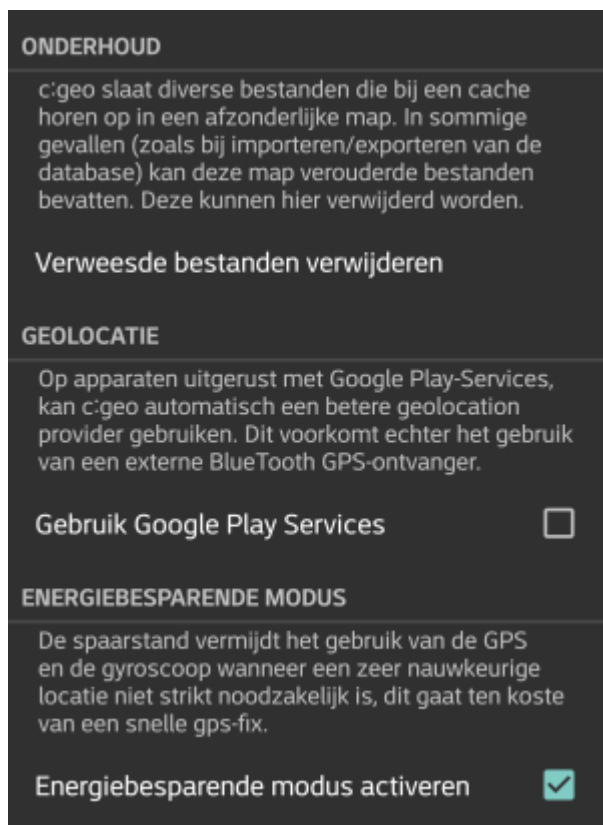 ONDERHOUD
c:geo slaat diverse bestanden die bij een cache
horen op in een afzonderlijke map. In sommige
gevallen (zoals bij importeren/exporteren van de
database) kan deze map verouderde bestanden
bevatten. Deze kunnen hier verwijderd worden.
Verweesde bestanden verwijderen
GEOLOCATIE
Op apparaten uitgerust met Google Play-Services,
kan c:geo automatisch een betere geolocation
provider gebruiken. Dit voorkomt echter het gebruik
van een externe BlueTooth GPS-ontvanger.
Gebruik Google Play Services
ENERGIEBESPARENDE MODUS
De spaarstand vermijdt het gebruik van de GPS
en de gyroscoop wanneer een zeer nauwkeurige
locatie niet strikt noodzakelijk is, dit gaat ten koste
van een snelle gps-fix.
Energiebesparende modus activeren